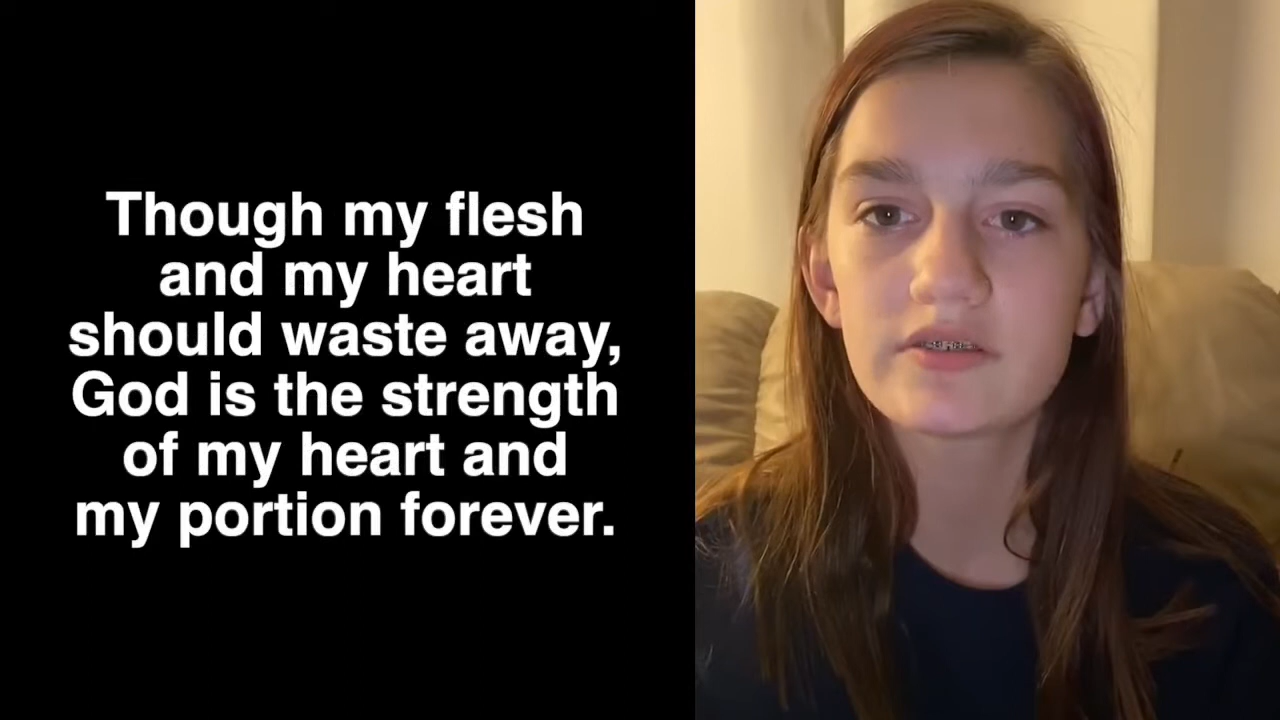 Though my flesh
and my heart
should waste away,
God is the strength
of my heart and
my portion forever.